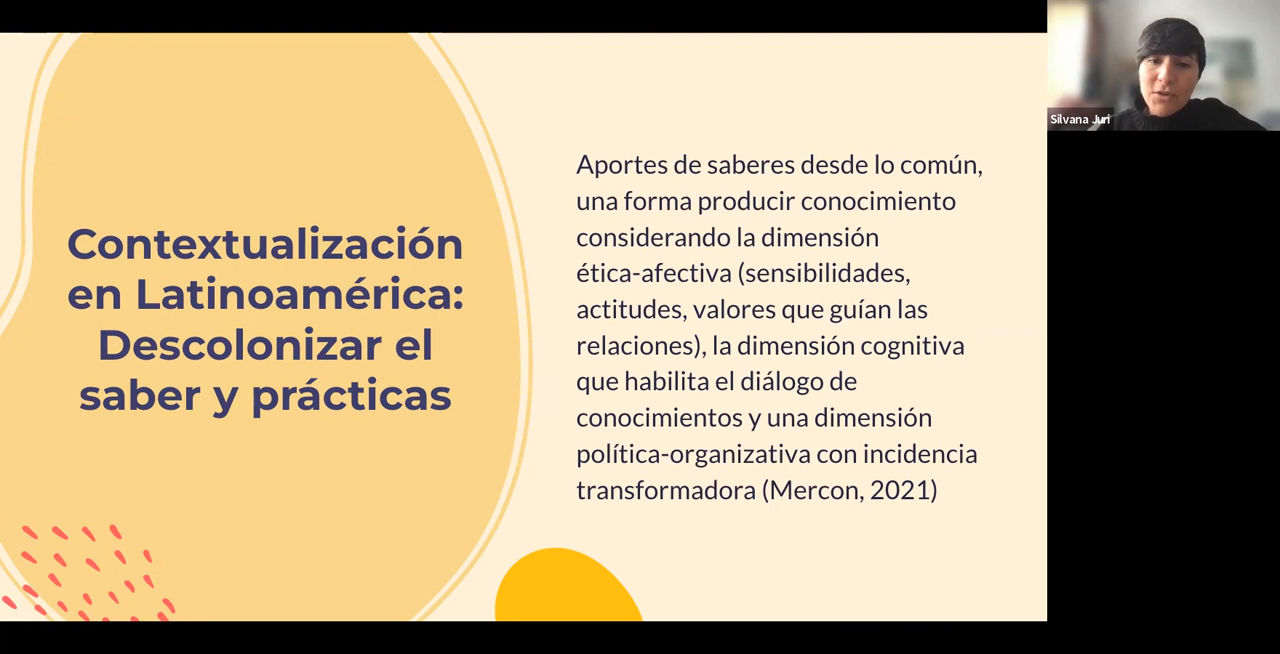 Contextualización
en Latinoamérica:
Descolonizar el
saber y prácticas
Aportes de saberes desde lo común,
una forma producir conocimiento
considerando la dimensión
ética-afectiva (sensibilidades,
actitudes, valores que guían las
relaciones), la dimensión cognitiva
que habilita el diálogo de
conocimientos y una dimensión
política-organizativa con incidencia
transformadora (Mercon, 2021)
Silvana Juri